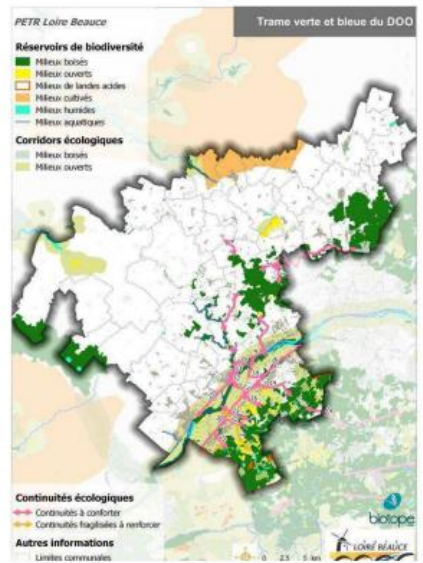 PETR Loire Beauce
Trame verte et bleue du DOO
Réservoirs de biodiversité
Milieux boisés
Milieux ouverts
Milieux de landes acides
Milieux cultivés
Milieux humides
Milieux aquatiques
Corridors écologiques
Milieux boisés
Milieux ouverts
Continuités écologiques
Continuités à conforter
Continuités fragilisées à renforcer
Autres informations
Limites communales
0 2.5 5 km
biotope
LOIRE BEAUCE